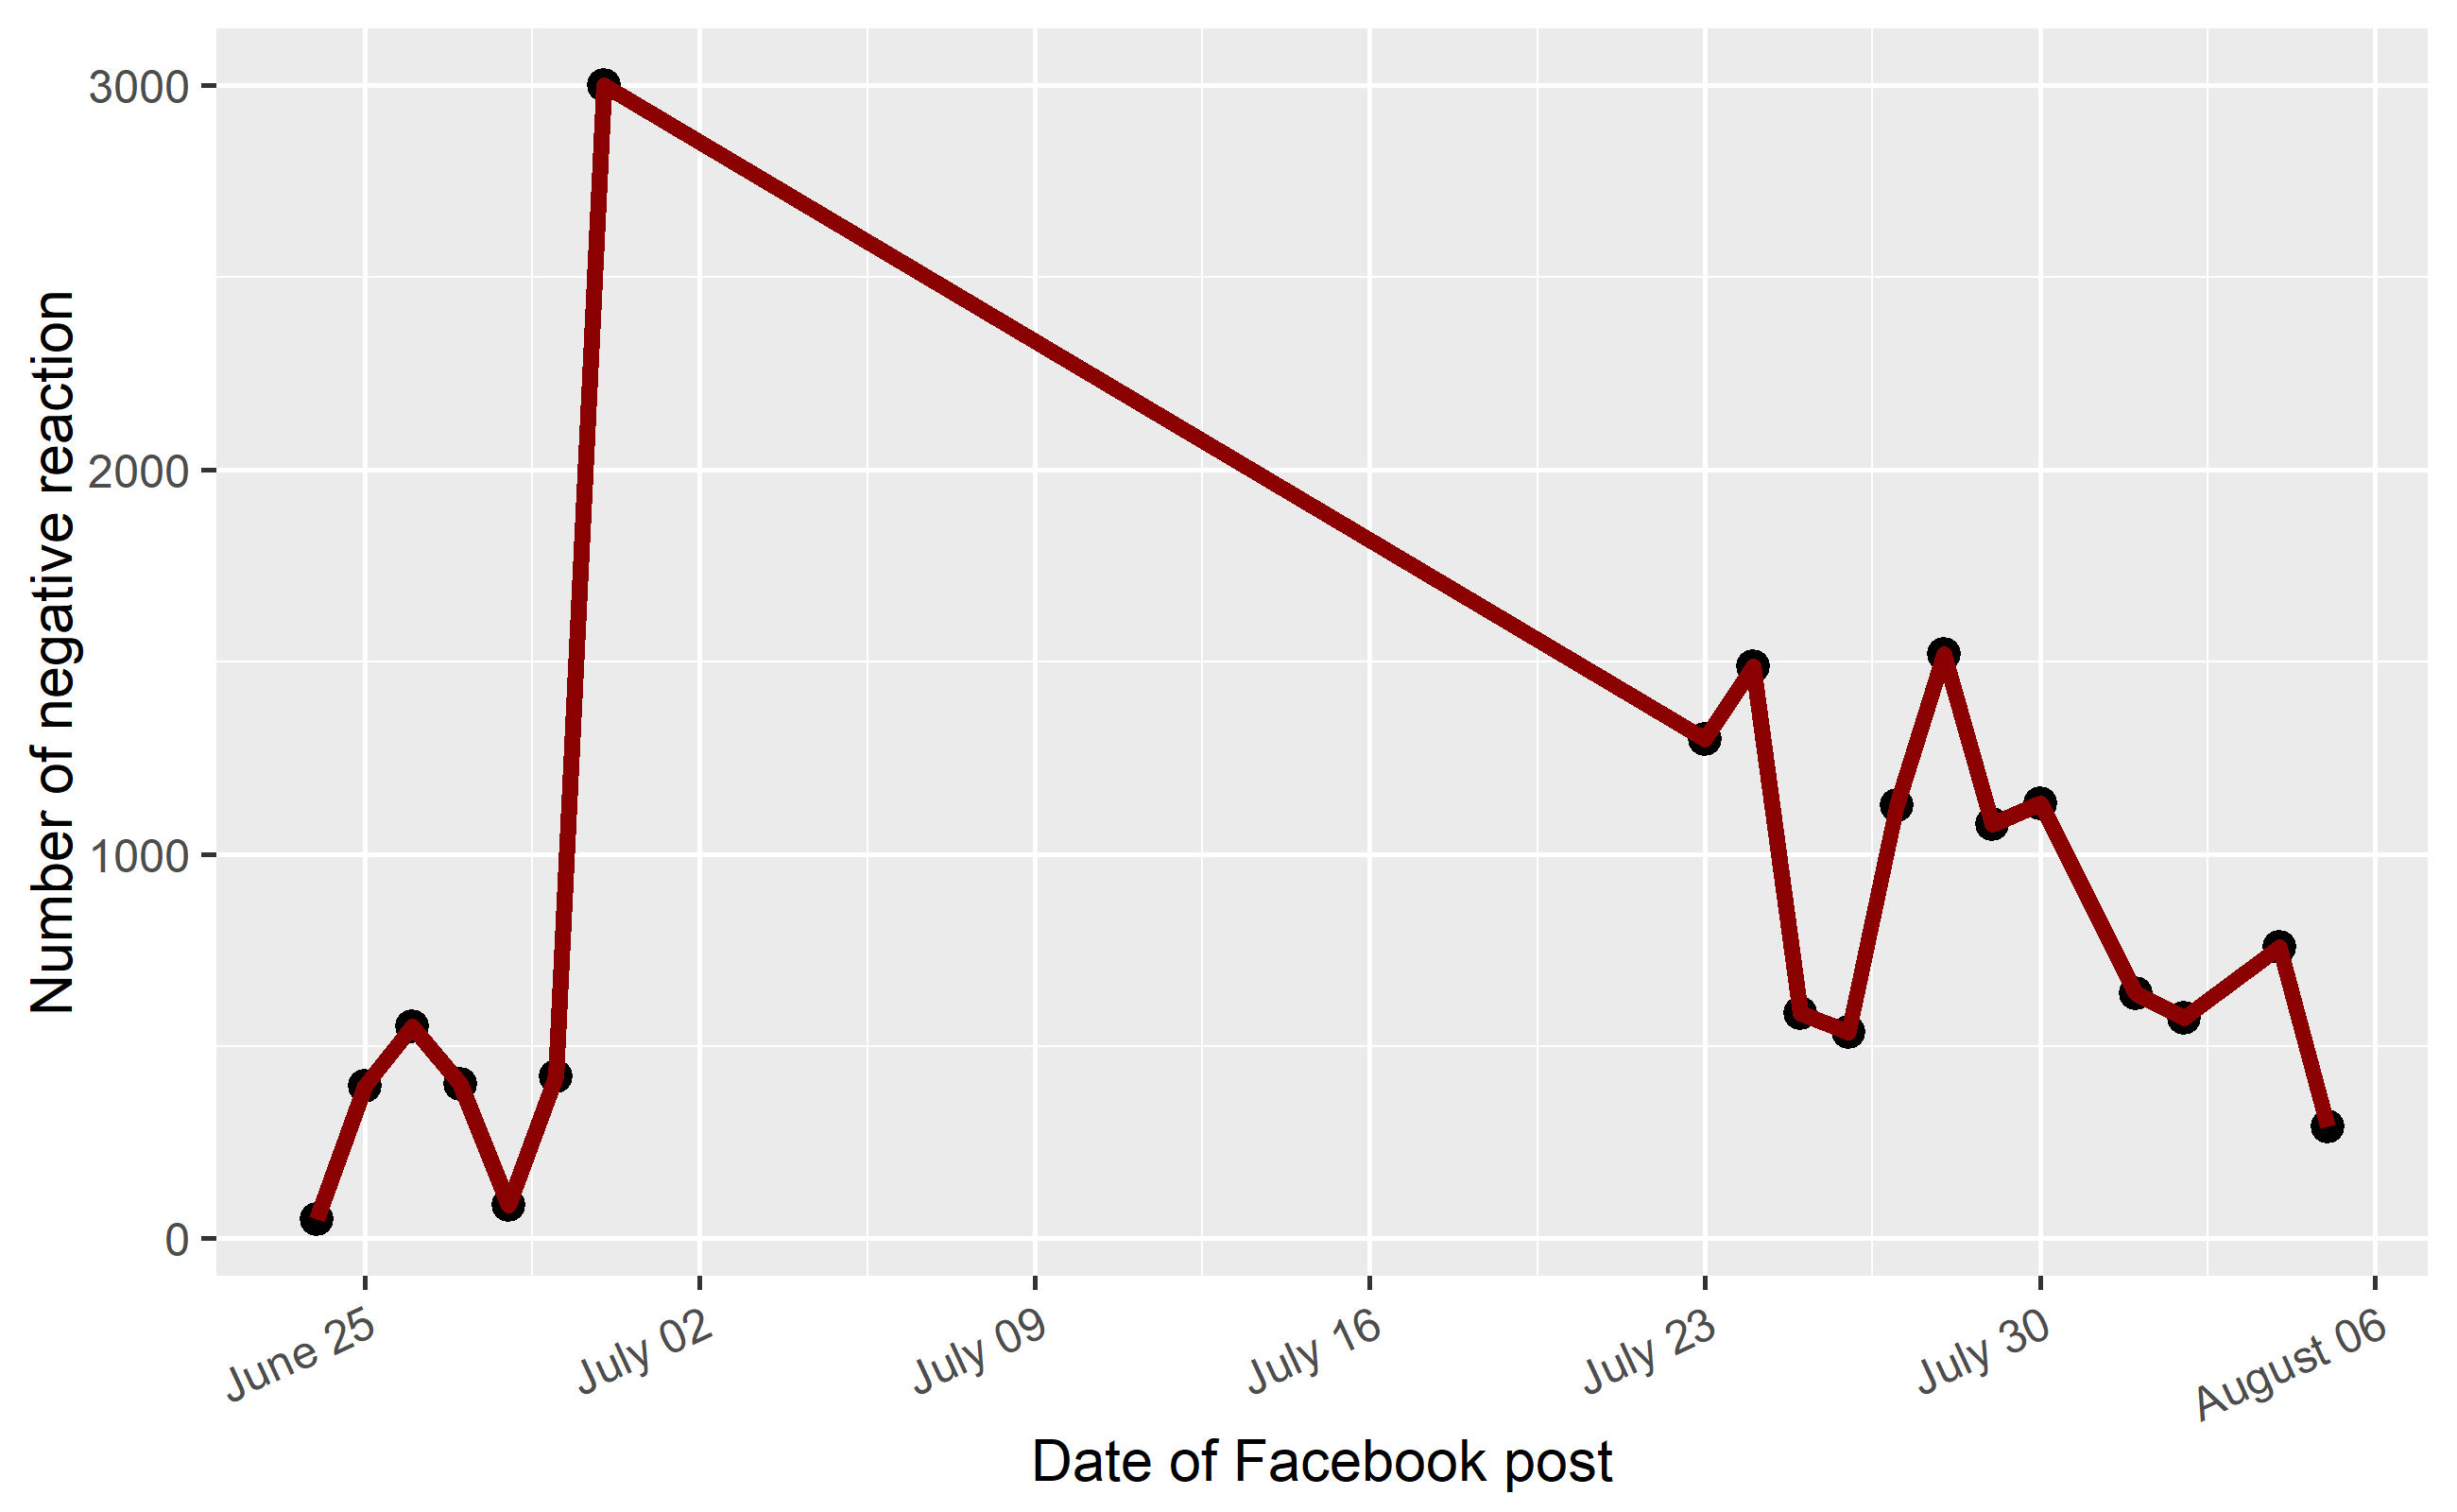 Number of negative reaction
3000
2000
1000
0
June 25
July 02
July 09
July 16
July 23
July 30
August 06
Date of Facebook post